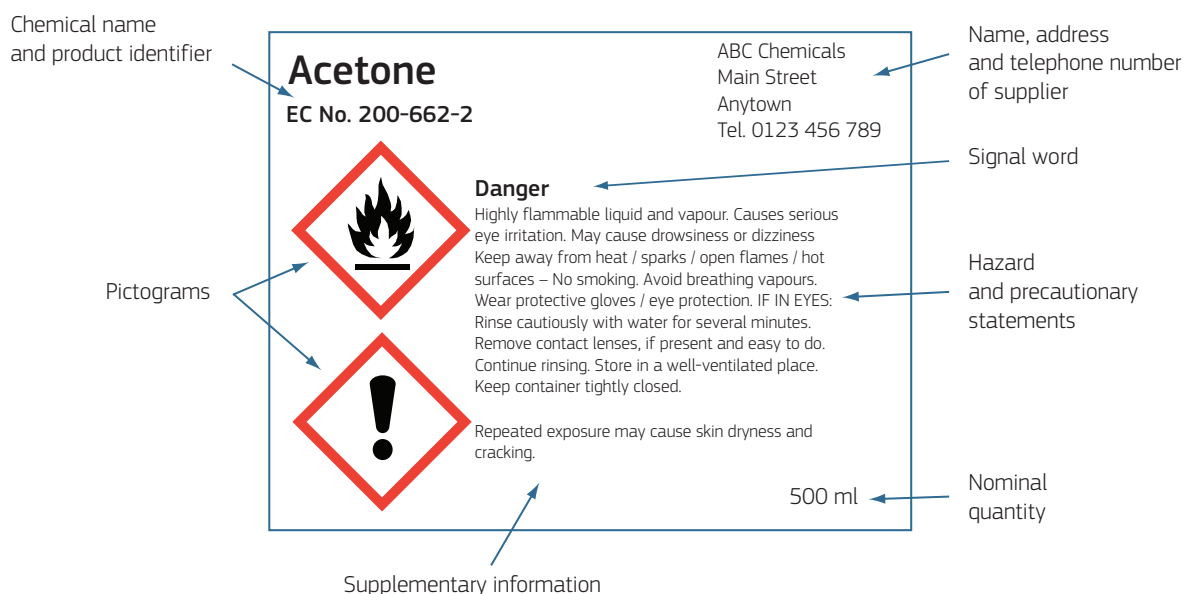 Chemical name
and product identifier
Acetone
EC No. 200-662-2
ABC Chemicals
Main Street
Anytown
Tel. 0123 456 789
Name, address
and telephone number
of supplier
Signal word
Danger
Highly flammable liquid and vapour. Causes serious
eye irritation. May cause drowsiness or dizziness
Keep away from heat / sparks / open flames / hot
surfaces – No smoking. Avoid breathing vapours.
Wear protective gloves / eye protection. IF IN EYES:
Rinse cautiously with water for several minutes.
Remove contact lenses, if present and easy to do.
Continue rinsing. Store in a well-ventilated place.
Keep container tightly closed.
Repeated exposure may cause skin dryness and
cracking.
Pictograms
Hazard
and precautionary
statements
500 ml
Nominal
quantity
Supplementary information